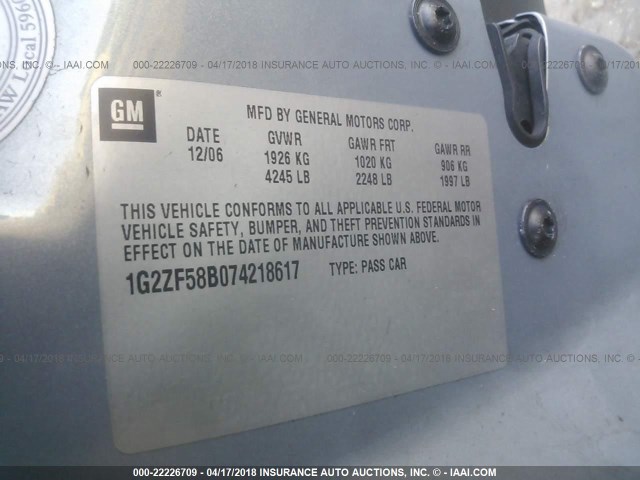 000-22226709 - 04/17/2018 INSURANCE AUTO AUCTIONS, INC. © - IAAI.COM
Local 596
GM ®
MFD BY GENERAL MOTORS CORP.
DATE GVWR GAWR FRT GAWR RR
12/06 1926 KG 1020 KG 906 KG
4245 LB 2248 LB 1997 LB
THIS VEHICLE CONFORMS TO ALL APPLICABLE U.S. FEDERAL MOTOR
VEHICLE SAFETY, BUMPER, AND THEFT PREVENTION STANDARDS IN
EFFECT ON THE DATE OF MANUFACTURE SHOWN ABOVE.
1G2ZF58B074218617 TYPE: PASS CAR
000-22226709 - 04/17/2018 INSURANCE AUTO AUCTIONS, INC. © - IAAI.COM
000-22226709 - 04/17/2018 INSURANCE AUTO AUCTIONS, INC. © - IAAI.COM